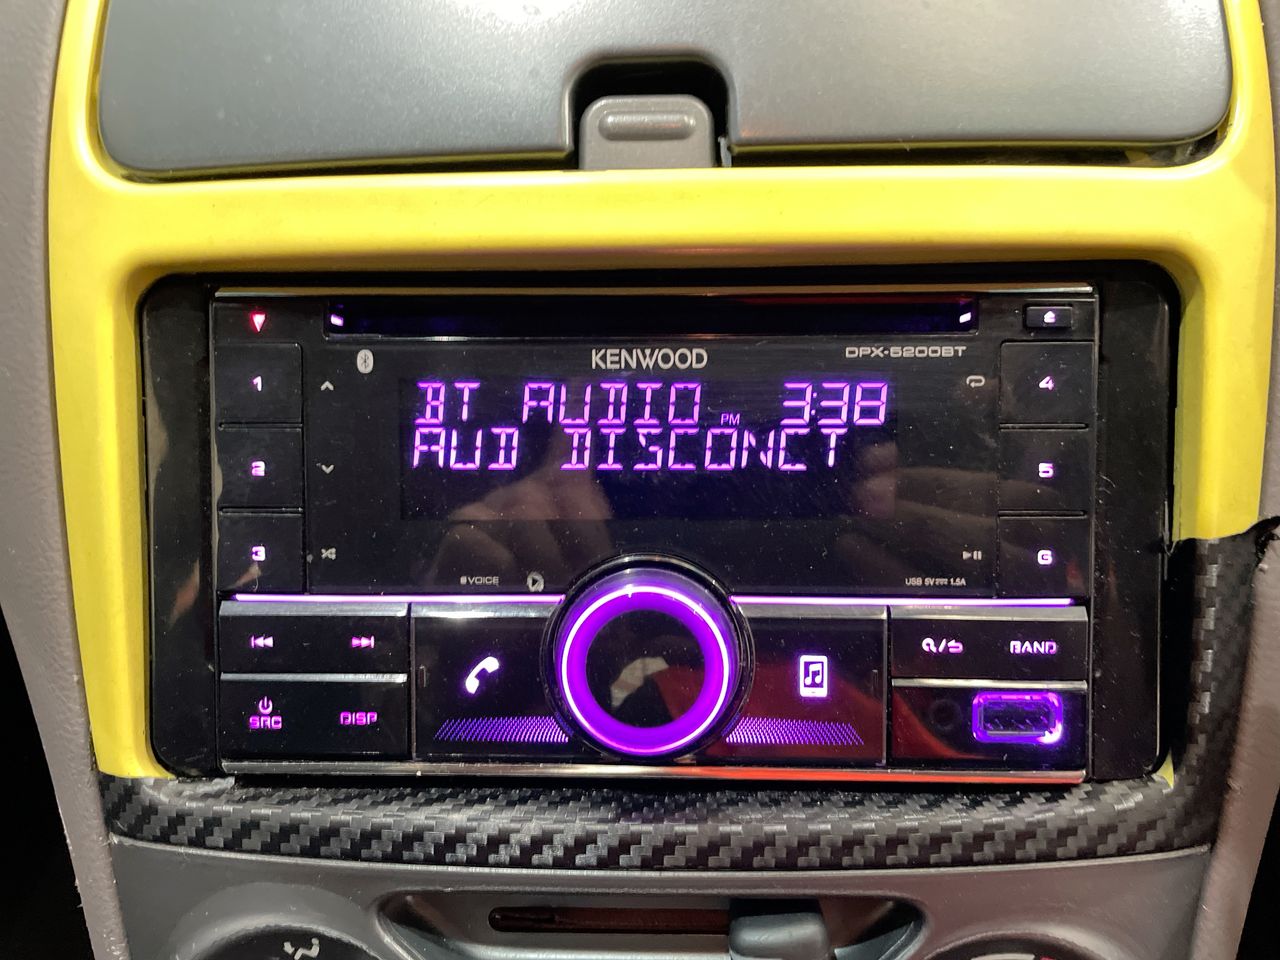 KENWOOD
DPX-5200BT
1
4
BT AUDIO PM 3:38
AUD DISCONCT
2
5
3
6
VOICE
USB 5V 1.5A
Q/
BAND
SRC
DISP